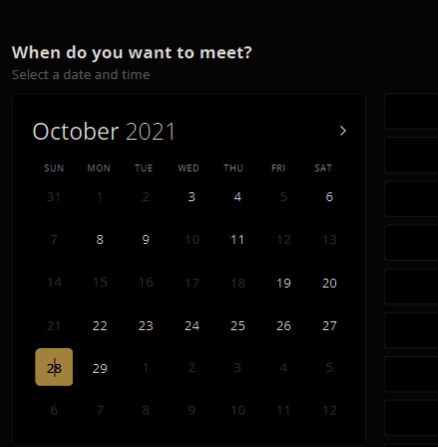 When do you want to meet?
Select a date and time
October 2021 >
SUN MON TUE WED THU FRI SAT
31 1 2 3 4 5 6
7 8 9 10 11 12 13
14 15 16 17 18 19 20
21 22 23 24 25 26 27
28 29 1 2 3 4 5
6 7 8 9 10 11 12